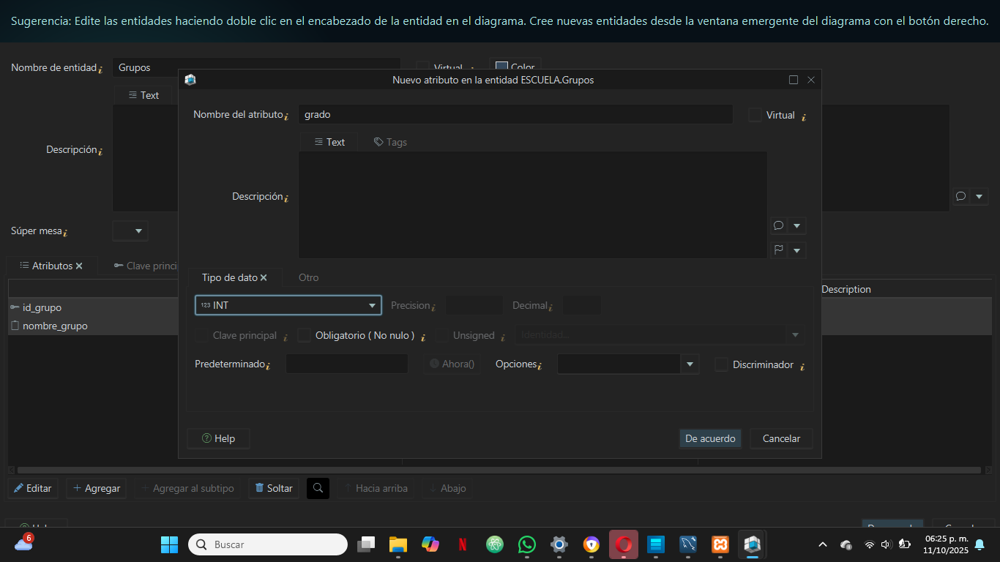 Sugerencia: Edite las entidades haciendo doble clic en el encabezado de la entidad en el diagrama. Cree nuevas entidades desde la ventana emergente del diagrama con el botón derecho.
Nombre de entidad Grupos Virtual Color
Nuevo atributo en la entidad ESCUELA.Grupos
Text
Nombre del atributo grado Virtual
Text Tags
Descripción
Descripción
Súper mesa
Atributos Clave princi
Tipo de dato Otro
Description
123 INT Precision Decimal
id_grupo
nombre_grupo
Clave principal Obligatorio ( No nulo ) Unsigned Identidad...
Predeterminado Ahora() Opciones Discriminador
Help De acuerdo Cancelar
Editar Agregar Agregar al subtipo Soltar Hacia arriba Abajo
6
Buscar
06:25 p. m.
11/10/2025